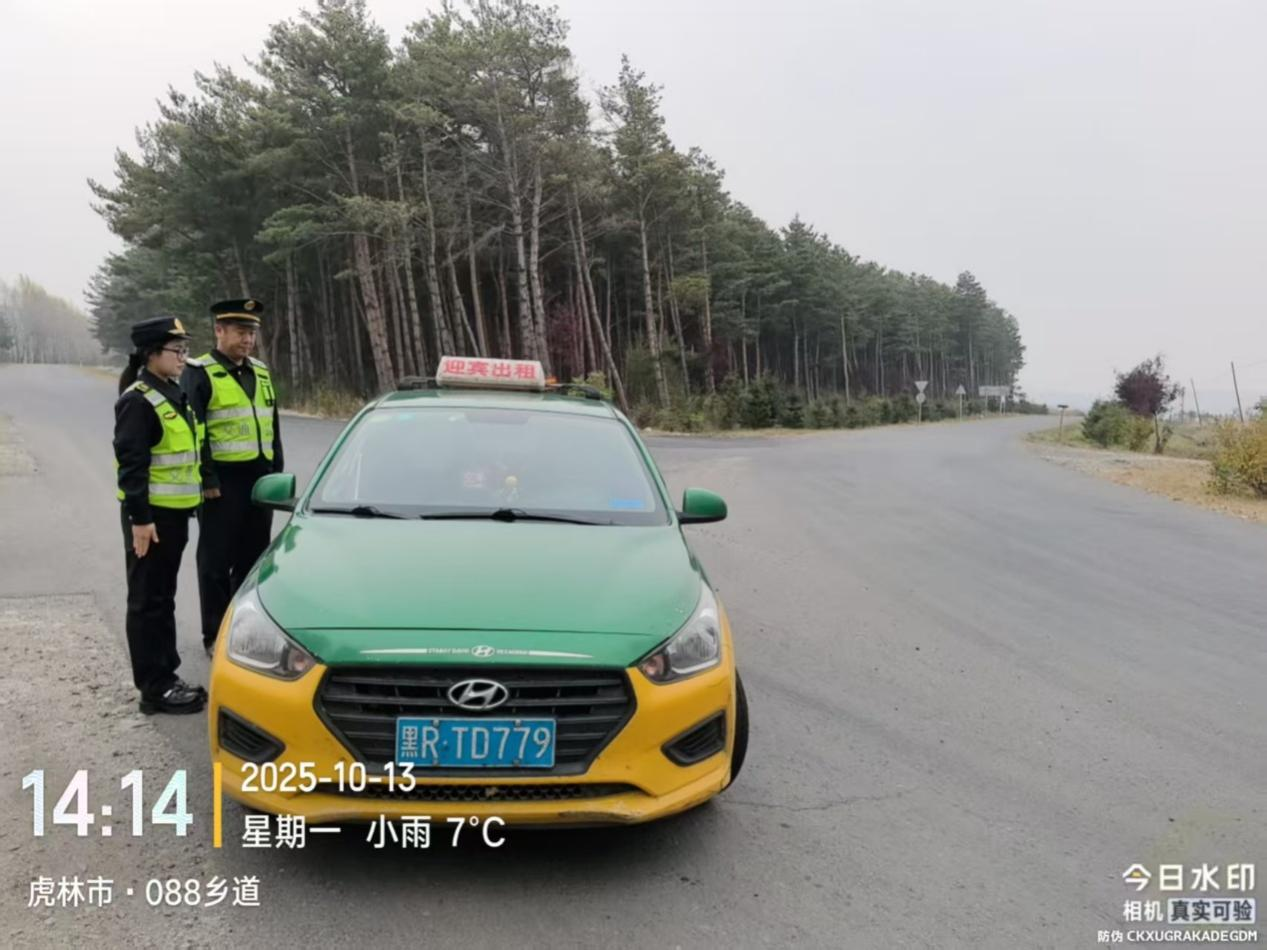 迎宾出租
黑R·TD779
14:14
2025-10-13
星期一 小雨 7°C
虎林市·088乡道
今日水印
相机 真实可验
防伪 CKXUGRAKADEGDM